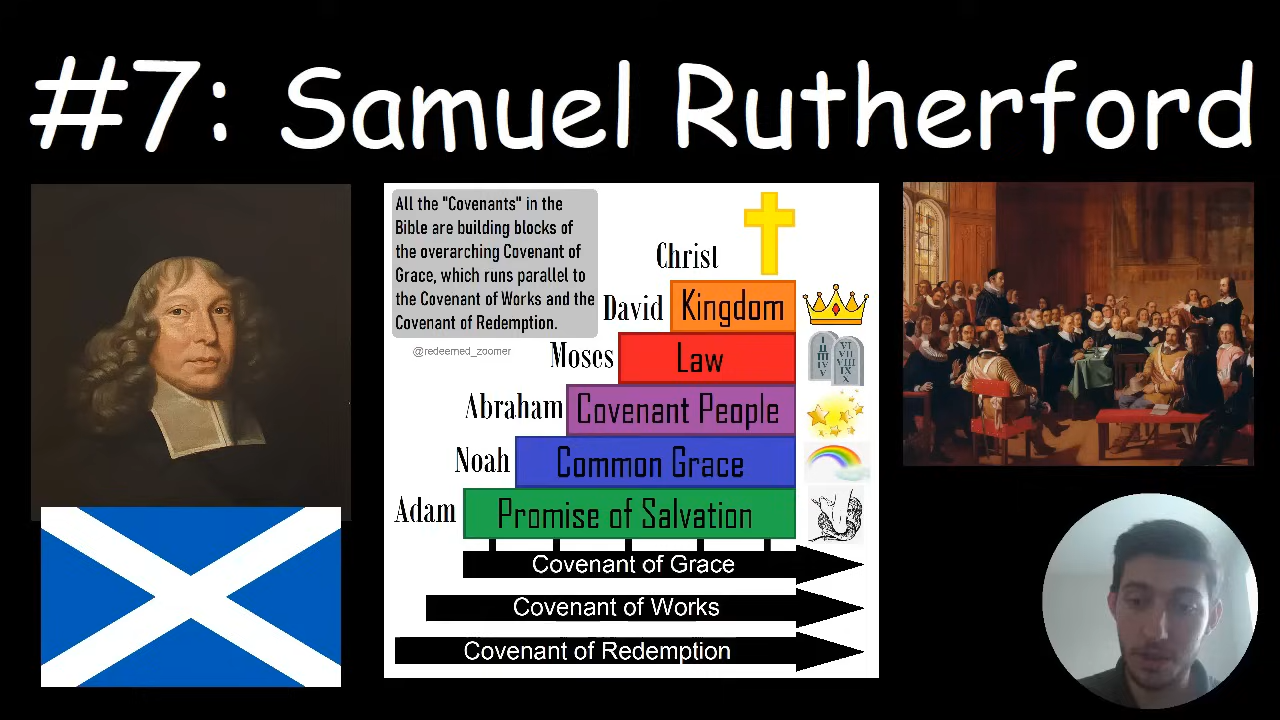 #7: Samuel Rutherford
All the "Covenants" in the
Bible are building blocks of
the overarching Covenant of
Grace, which runs parallel to
the Covenant of Works and the
Covenant of Redemption.
@redeemed_zoomer
Christ
David Kingdom
Moses Law
Abraham Covenant People
Noah Common Grace
Adam Promise of Salvation
Covenant of Grace
Covenant of Works
Covenant of Redemption